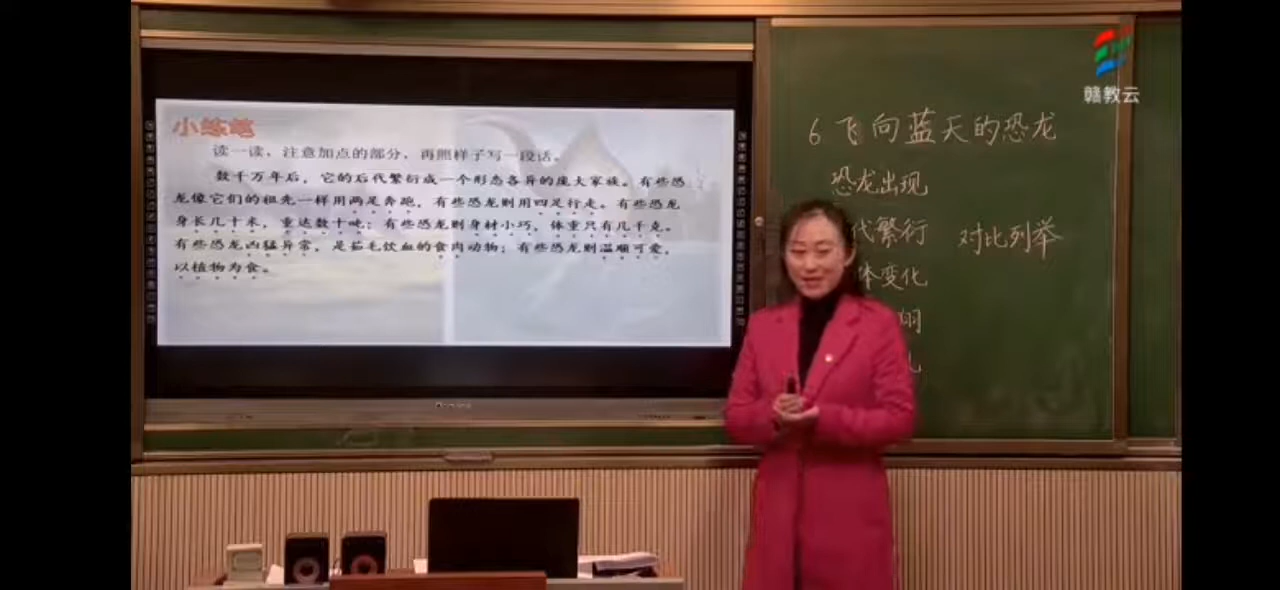 小练笔
读一读，注意加点的部分，再照样子写一段话。
数千万年后，它的后代繁衍成一个形态各异的庞大家族。有些恐
龙像它们的祖先一样用两足奔跑，有些恐龙则用四足行走。有些恐龙
身长几十米，重达数十吨；有些恐龙则身材小巧，体重只有几千克。
有些恐龙凶猛异常，是茹毛饮血的食肉动物；有些恐龙则温顺可爱，
以植物为食。
赣教云
6 飞向蓝天的恐龙
恐龙出现
代繁衍 对比列举
体变化
翔